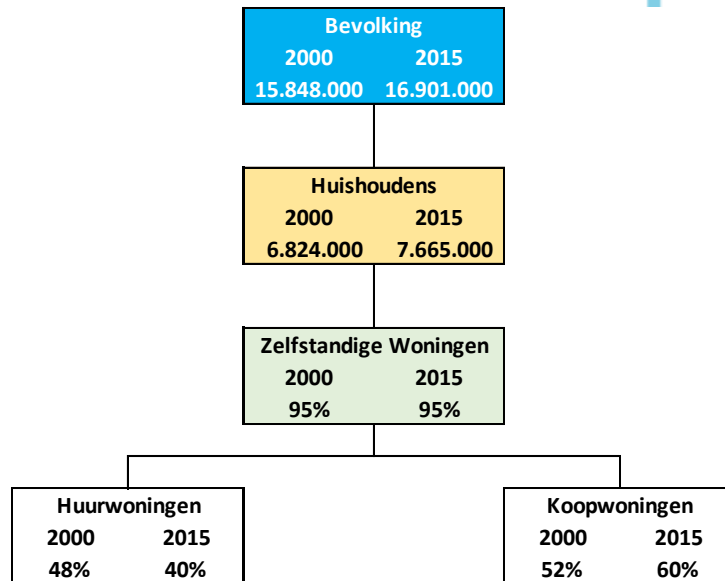 Bevolking
2000 2015
15.848.000 16.901.000
Huishoudens
2000 2015
6.824.000 7.665.000
Zelfstandige Woningen
2000 2015
95% 95%
Huurwoningen
2000 2015
48% 40%
Koopwoningen
2000 2015
52% 60%